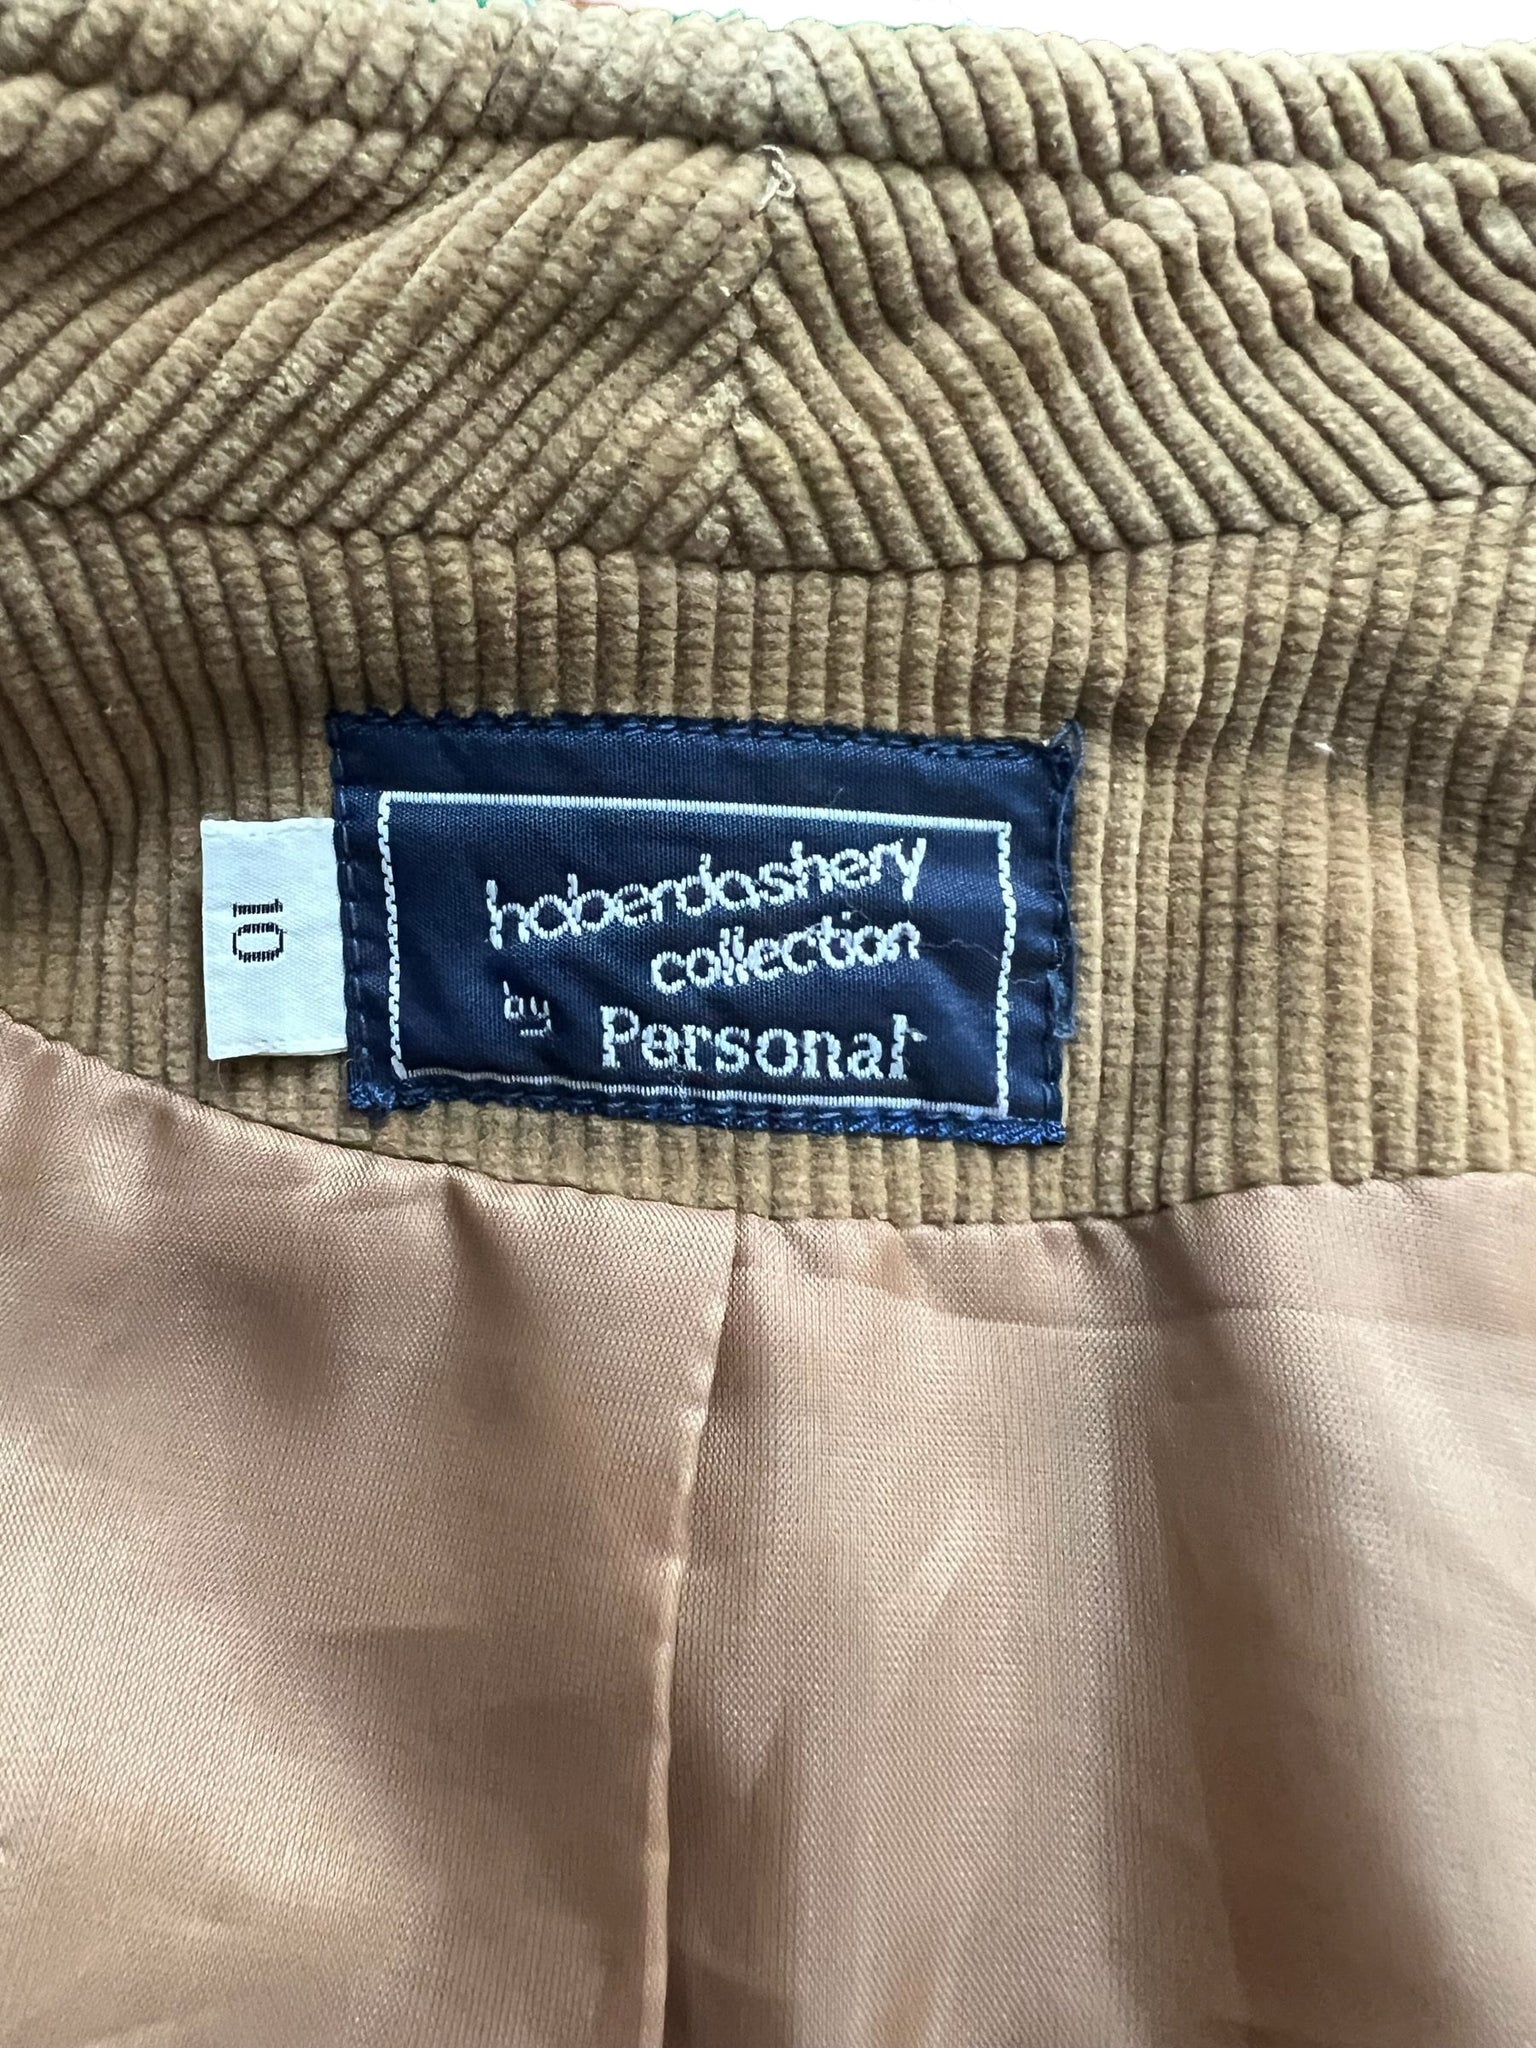 10
haberdashery
collection
by Personal